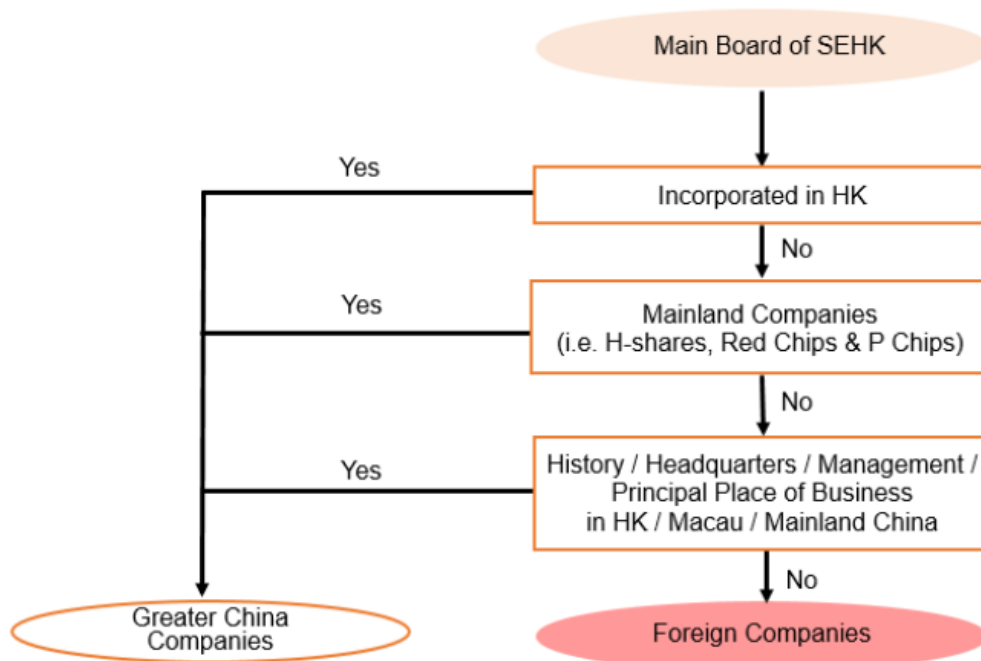 Main Board of SEHK
Yes
Incorporated in HK
No
Yes
Mainland Companies
(i.e. H-shares, Red Chips & P Chips)
No
Yes
History / Headquarters / Management /
Principal Place of Business
in HK / Macau / Mainland China
No
Greater China
Companies
Foreign Companies